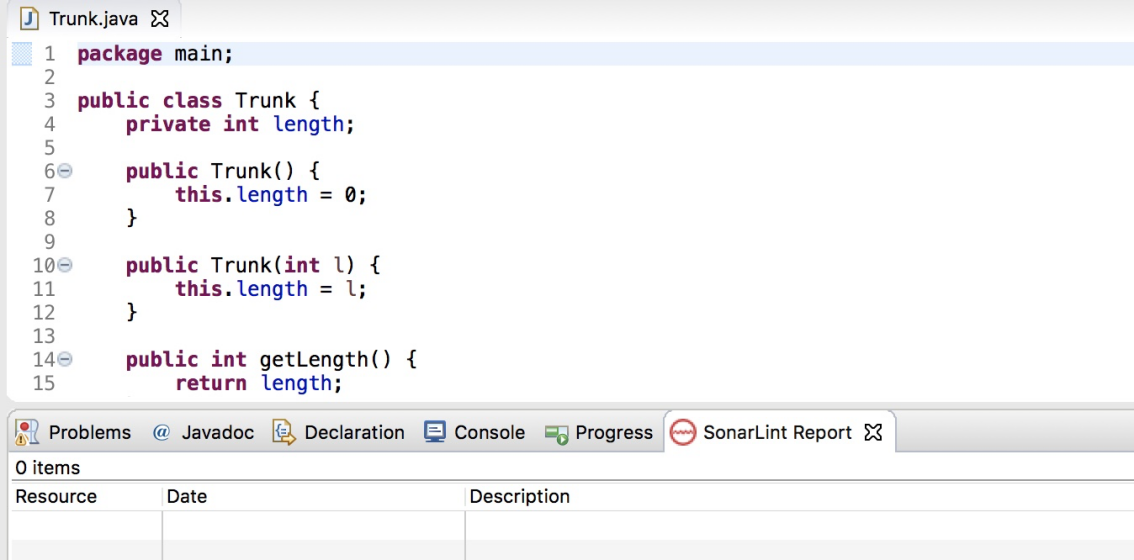 Trunk.java
1 package main;
2
3 public class Trunk {
4 private int length;
5
6 public Trunk() {
7 this.length = 0;
8 }
9
10 public Trunk(int l) {
11 this.length = l;
12 }
13
14 public int getLength() {
15 return length;
Problems @ Javadoc Declaration Console Progress SonarLint Report
0 items
Resource Date Description